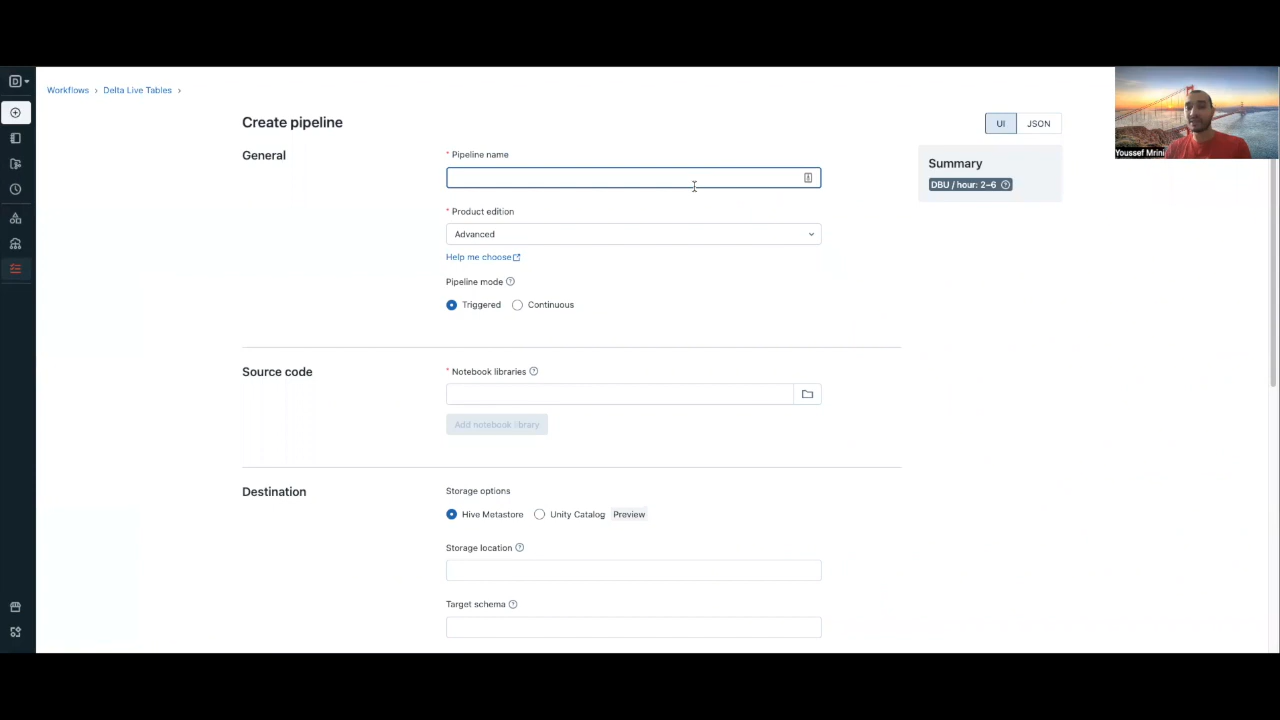 Workflows › Delta Live Tables ›
Create pipeline
UI
JSON
General
* Pipeline name
Summary
DBU / hour: 2–6
* Product edition
Advanced
Help me choose
Pipeline mode
Triggered
Continuous
Source code
* Notebook libraries
Add notebook library
Destination
Storage options
Hive Metastore
Unity Catalog
Preview
Storage location
Target schema
Youssef Mrini